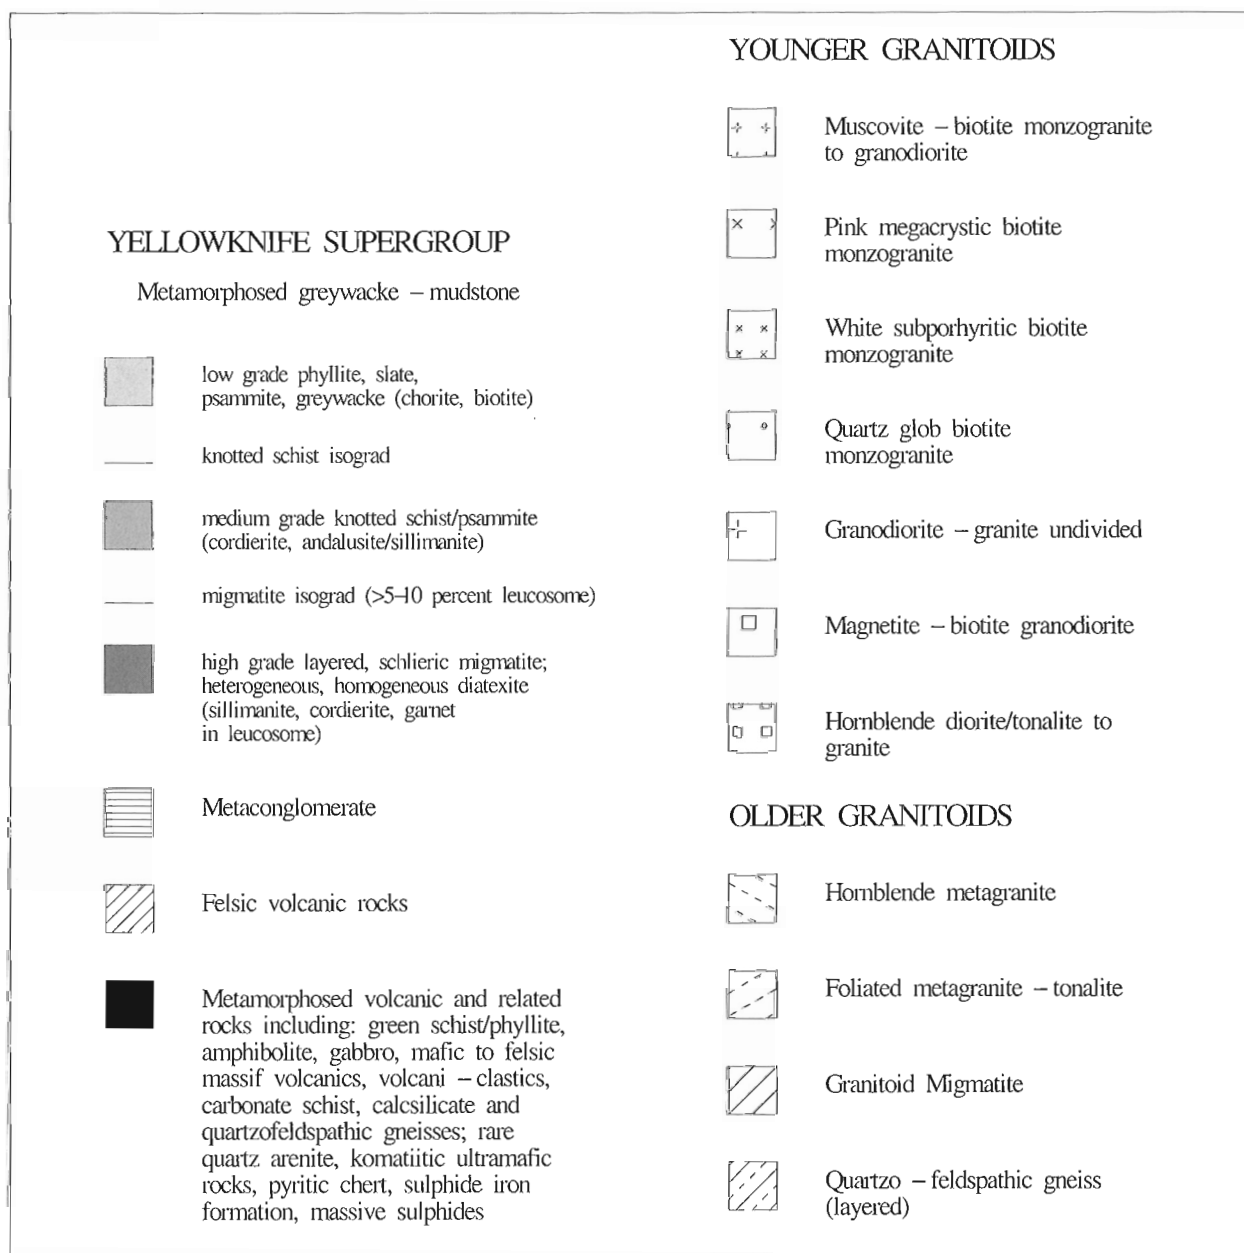 YELLOWKNIFE SUPERGROUP
Metamorphosed greywacke – mudstone
low grade phyllite, slate,
psammite, greywacke (chorite, biotite)
knotted schist isograd
medium grade knotted schist/psammite
(cordierite, andalusite/sillimanite)
migmatite isograd (>5–10 percent leucosome)
high grade layered, schlieric migmatite;
heterogeneous, homogeneous diatexite
(sillimanite, cordierite, garnet
in leucosome)
Metaconglomerate
Felsic volcanic rocks
Metamorphosed volcanic and related
rocks including: green schist/phyllite,
amphibolite, gabbro, mafic to felsic
massif volcanics, volcani – clastics,
carbonate schist, calcsilicate and
quartzofeldspathic gneisses; rare
quartz arenite, komatiitic ultramafic
rocks, pyritic chert, sulphide iron
formation, massive sulphides
YOUNGER GRANITOIDS
Muscovite – biotite monzogranite
to granodiorite
Pink megacrystic biotite
monzogranite
White subporhyritic biotite
monzogranite
Quartz glob biotite
monzogranite
Granodiorite – granite undivided
Magnetite – biotite granodiorite
Hornblende diorite/tonalite to
granite
OLDER GRANITOIDS
Hornblende metagranite
Foliated metagranite – tonalite
Granitoid Migmatite
Quartzo – feldspathic gneiss
(layered)